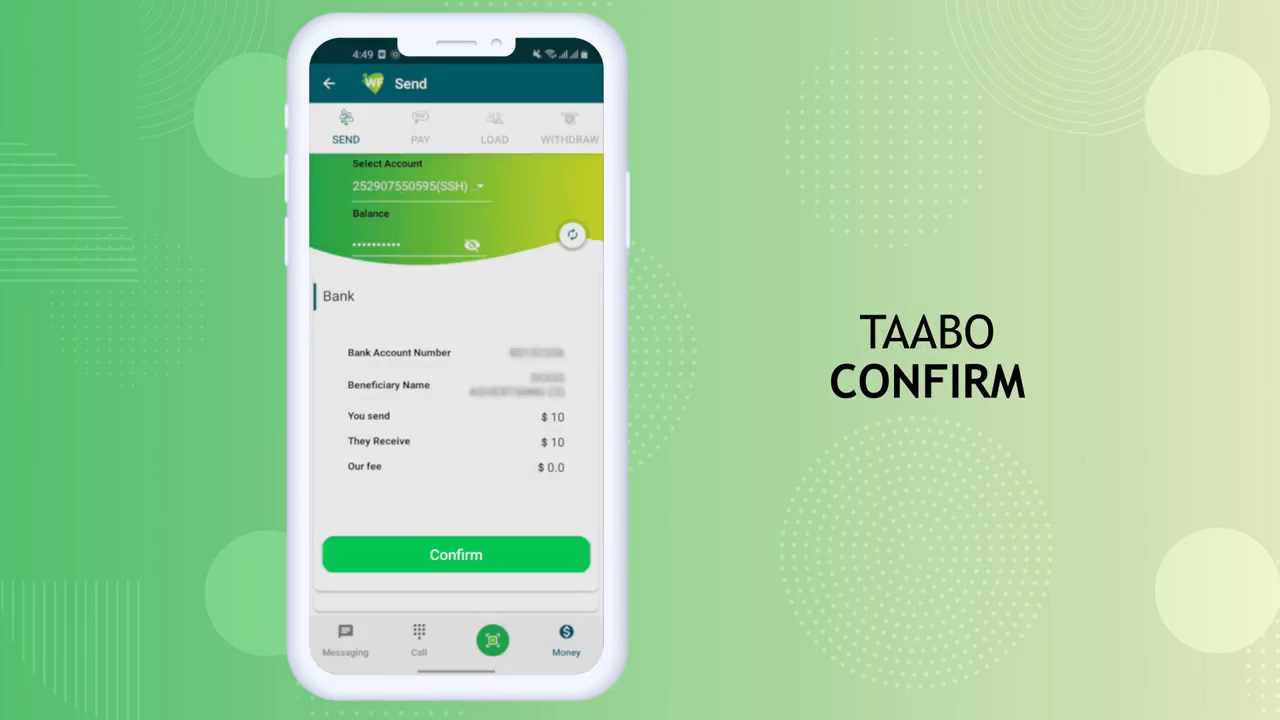 4:49
WF Send
SEND PAY LOAD WITHDRAW
Select Account
252907550595(SSH)
Balance
**********
Bank
Bank Account Number
Beneficiary Name
You send $ 10
They Receive $ 10
Our fee $ 0.0
Confirm
Messaging Call Money
TAABO
CONFIRM